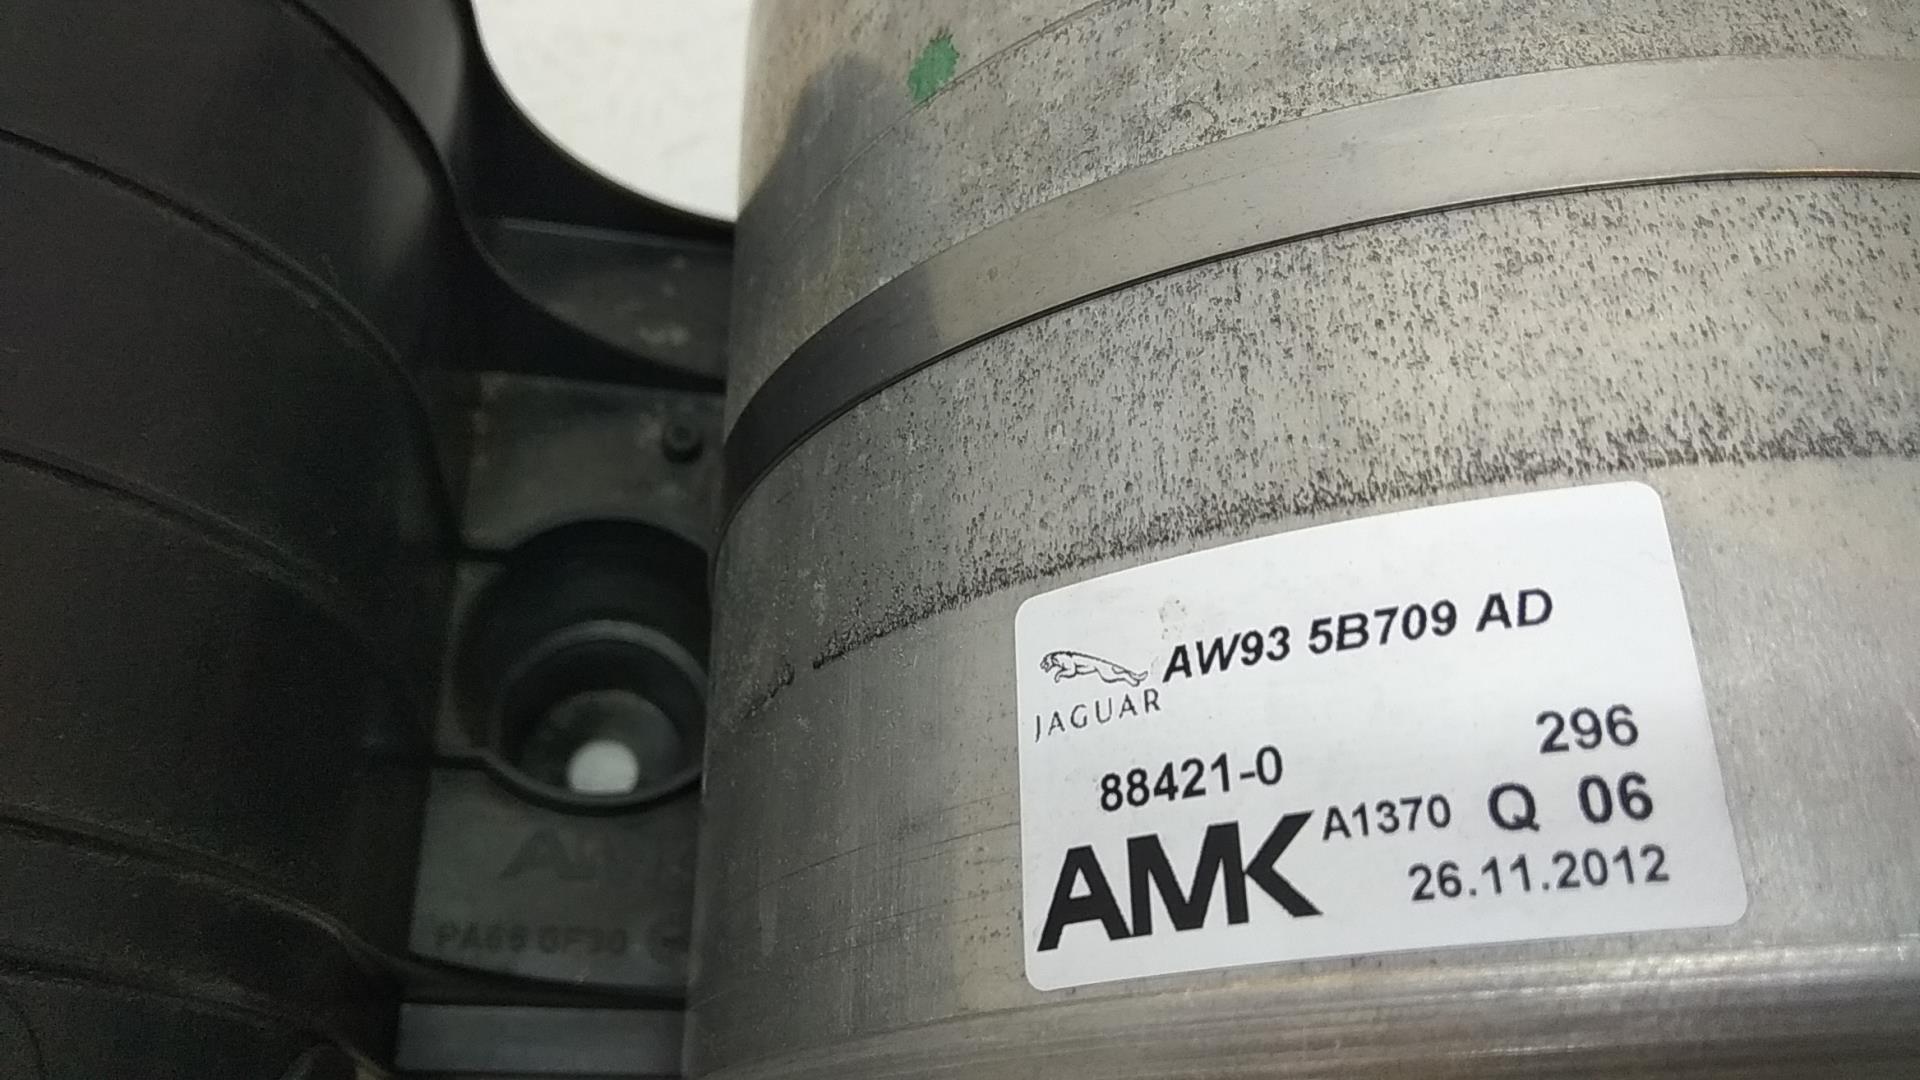 AW93 5B709 AD
JAGUAR
296
88421-0
A1370 Q 06
AMK
26.11.2012